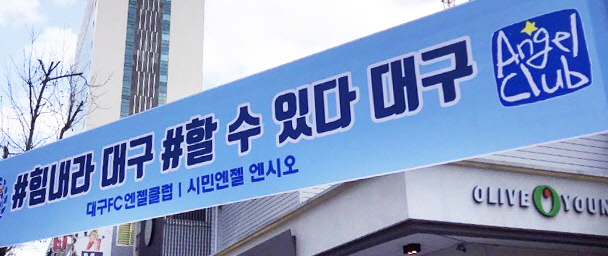 #힘내라 대구 #할 수 있다 대구
Angel
Club
대구FC엔젤클럽 | 시민엔젤 엔시오
OLIVE YOUN